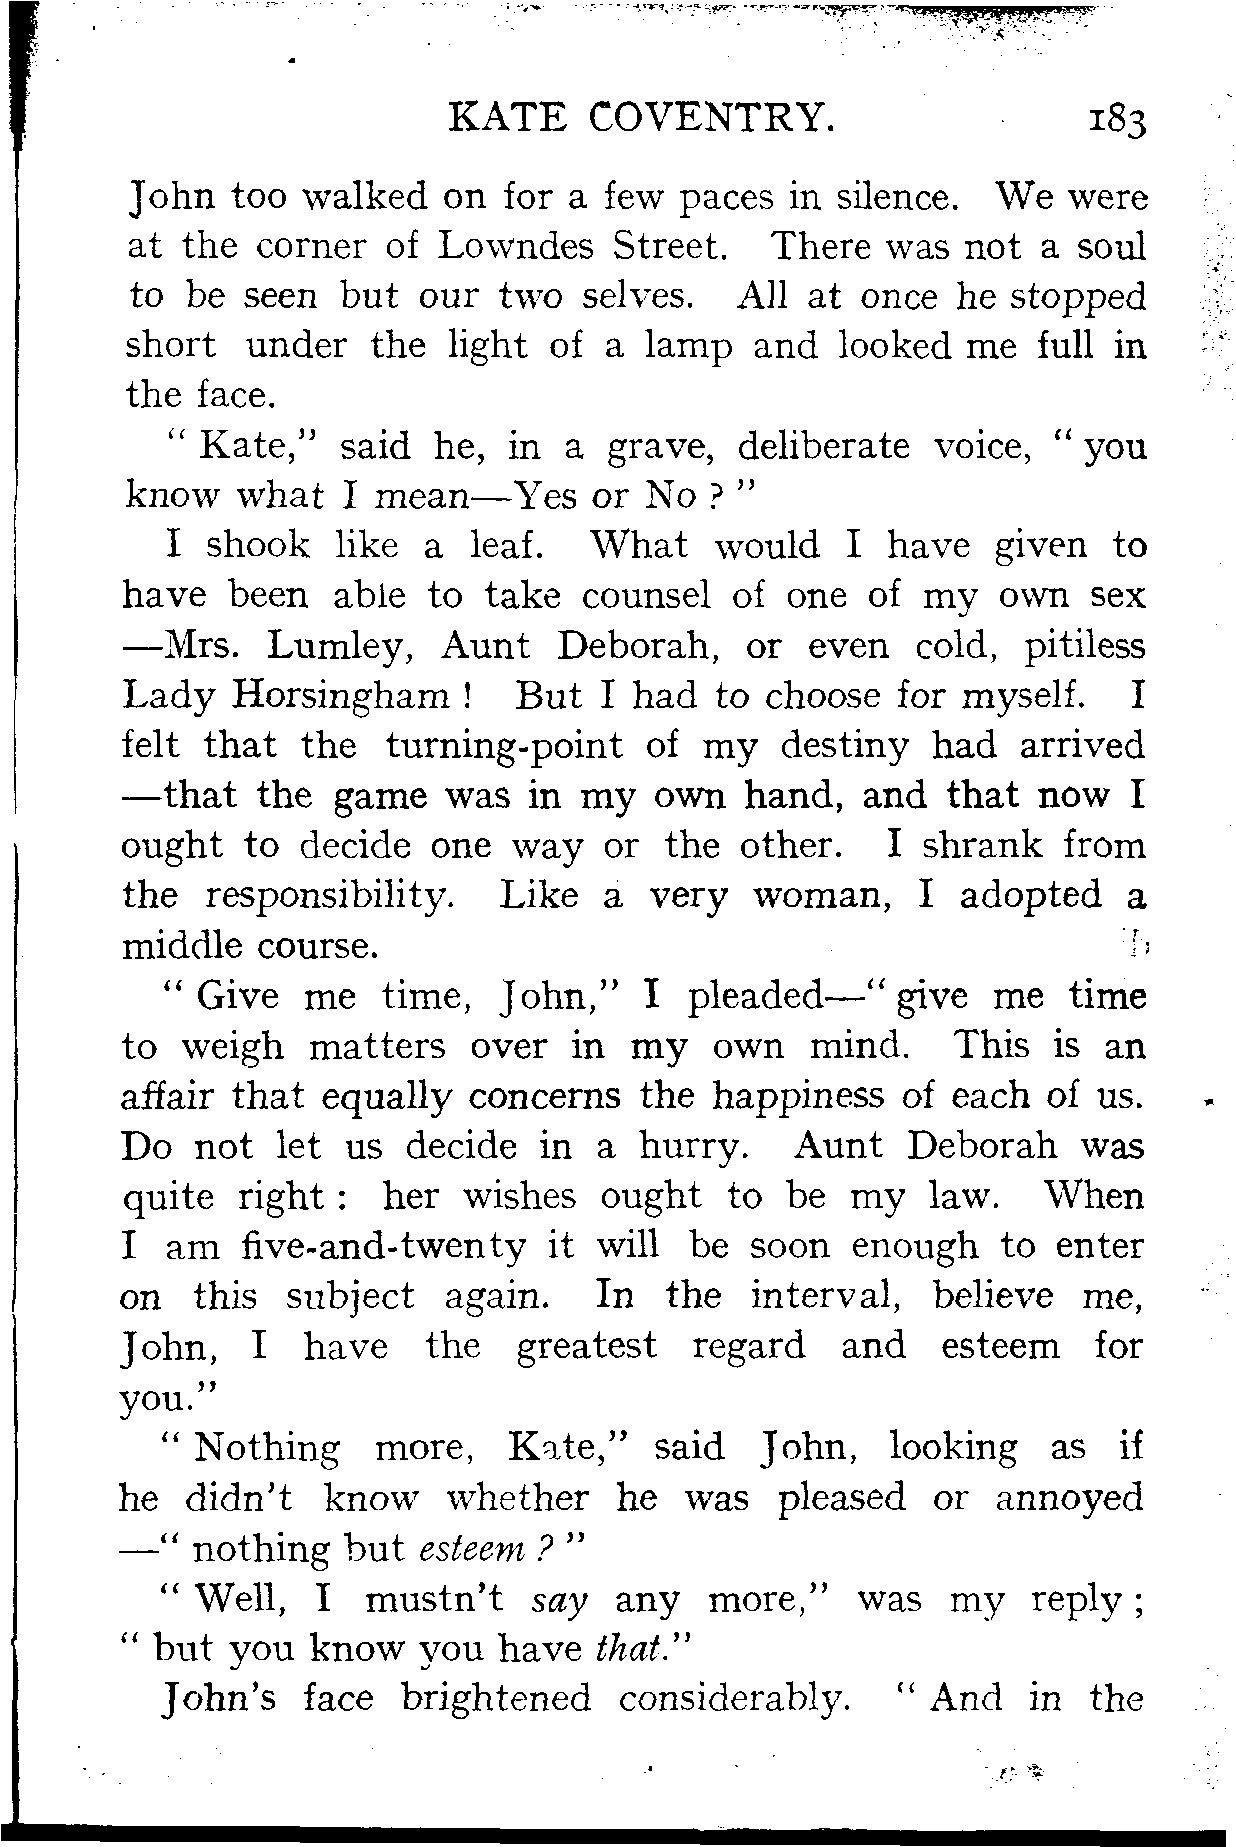 KATE COVENTRY. 183
John too walked on for a few paces in silence. We were
at the corner of Lowndes Street. There was not a soul
to be seen but our two selves. All at once he stopped
short under the light of a lamp and looked me full in
the face.
“ Kate,” said he, in a grave, deliberate voice, “ you
know what I mean—Yes or No ? ”
I shook like a leaf. What would I have given to
have been able to take counsel of one of my own sex
—Mrs. Lumley, Aunt Deborah, or even cold, pitiless
Lady Horsingham ! But I had to choose for myself. I
felt that the turning-point of my destiny had arrived
—that the game was in my own hand, and that now I
ought to decide one way or the other. I shrank from
the responsibility. Like a very woman, I adopted a
middle course.
“ Give me time, John,” I pleaded—“ give me time
to weigh matters over in my own mind. This is an
affair that equally concerns the happiness of each of us.
Do not let us decide in a hurry. Aunt Deborah was
quite right : her wishes ought to be my law. When
I am five-and-twenty it will be soon enough to enter
on this subject again. In the interval, believe me,
John, I have the greatest regard and esteem for
you.”
“ Nothing more, Kate,” said John, looking as if
he didn’t know whether he was pleased or annoyed
—“ nothing but esteem ? ”
“ Well, I mustn’t say any more,” was my reply ;
“ but you know you have that.”
John’s face brightened considerably. “ And in the